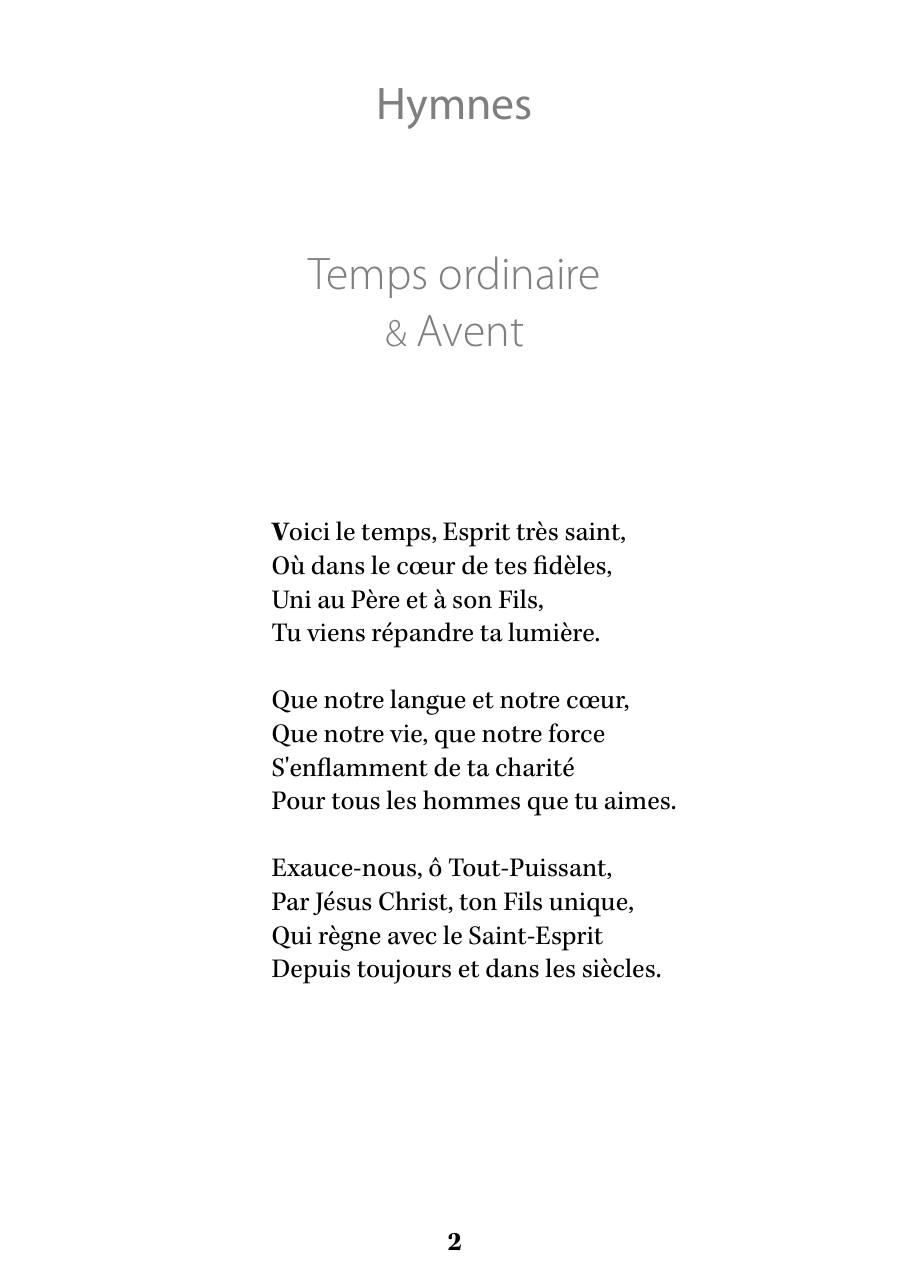 Hymnes
Temps ordinaire
& Avent
Voici le temps, Esprit très saint,
Où dans le cœur de tes fidèles,
Uni au Père et à son Fils,
Tu viens répandre ta lumière.
Que notre langue et notre cœur,
Que notre vie, que notre force
S'enflamment de ta charité
Pour tous les hommes que tu aimes.
Exauce-nous, ô Tout-Puissant,
Par Jésus Christ, ton Fils unique,
Qui règne avec le Saint-Esprit
Depuis toujours et dans les siècles.
2